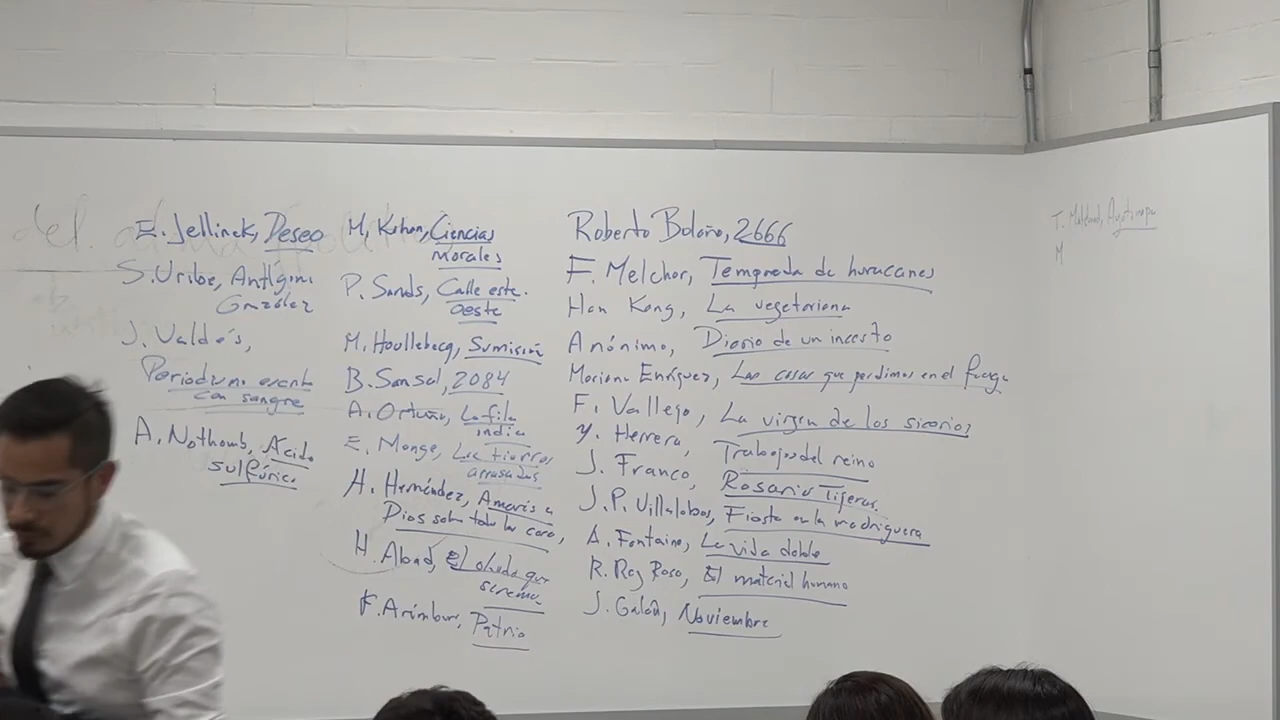 del.
E. Jellinek, Deseo
S. Uribe, Antígona
González
J. Valdés,
Periodismo escrito
con sangre
A. Nothomb, Ácido
sulfúrico
M. Kohan, Ciencias
morales
P. Sands, Calle este.
oeste
M. Houllebecq, Sumisión
B. Sansal, 2084
A. Ortuño, La fila
india
E. Monge, Las tierras
arrasadas
H. Hernández, Amarás a
Dios sobre todas las cosas,
H. Abad, El olvido que
seremos
F. Aramburu, Patria
Roberto Bolaño, 2666
F. Melchor, Temporada de huracanes
Han Kang, La vegetariana
Anónimo, Diario de un incesto
Mariana Enríquez, Las cosas que perdimos en el fuego
F. Vallejo, La virgen de los sicarios
Y. Herrera, Trabajos del reino
J. Franco, Rosario Tijeras
J. P. Villalobos, Fiesta en la madriguera
A. Fontaine, La vida doble
R. Rey Rosa, El material humano
J. Galán, Noviembre
T. Ayotzinapa
M